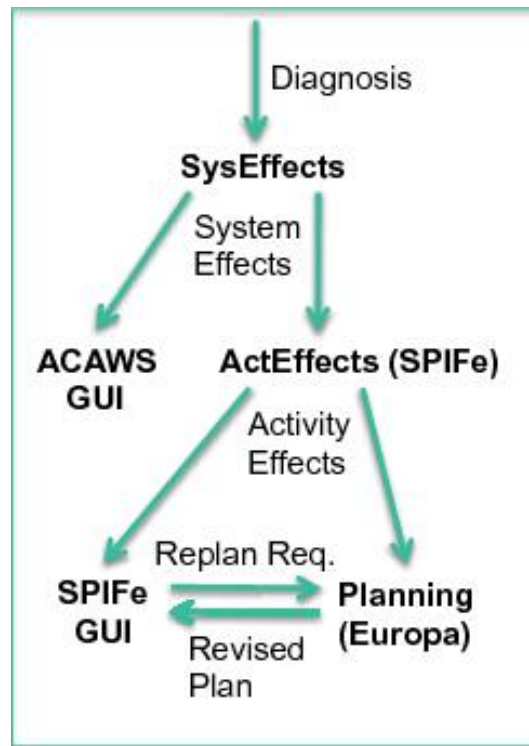 Diagnosis
SysEffects
System
Effects
ACAWS
GUI
ActEffects (SPIFe)
Activity
Effects
Replan Req.
SPIFe
GUI
Planning
(Europa)
Revised
Plan